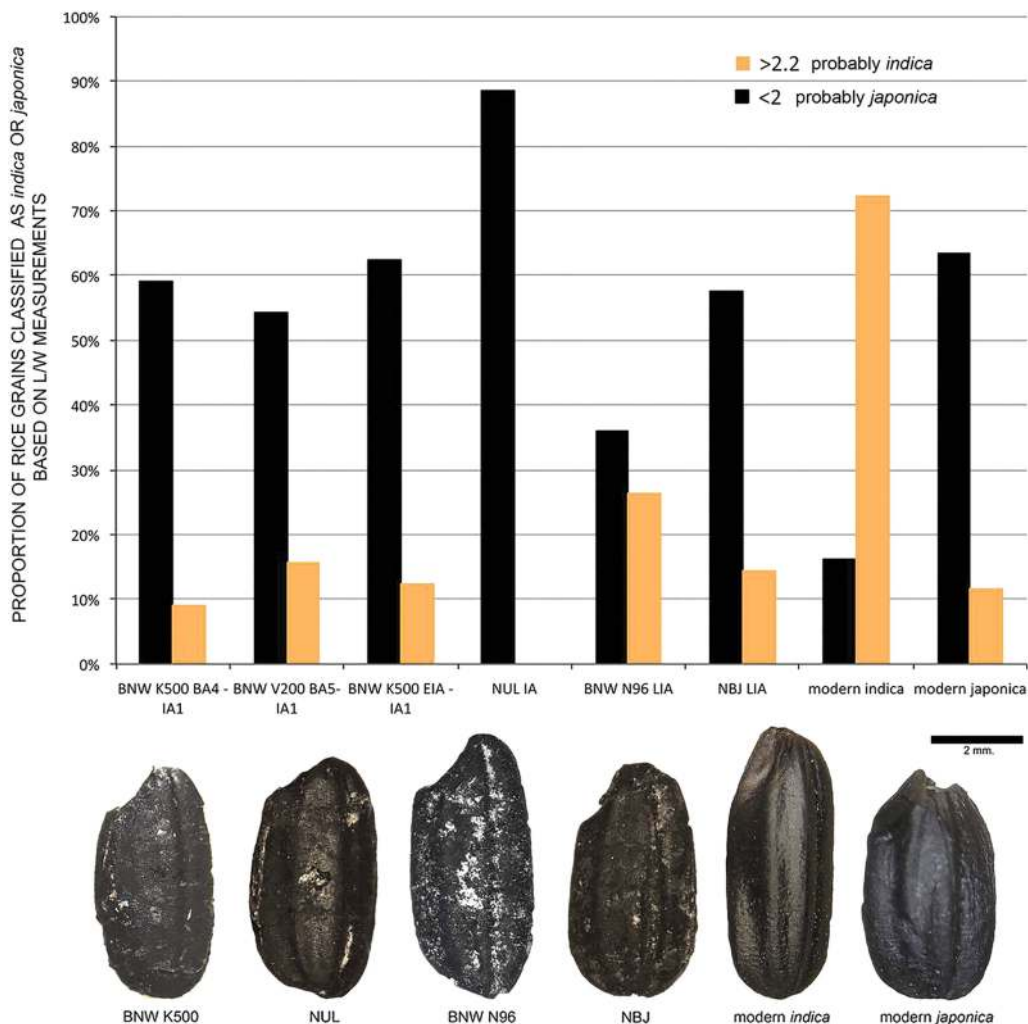 PROPORTION OF RICE GRAINS CLASSIFIED AS indica OR japonica
BASED ON L/W MEASUREMENTS
100%
90%
80%
70%
60%
50%
40%
30%
20%
10%
0%
>2.2 probably indica
<2 probably japonica
BNW K500 BA4 -
IA1
BNW V200 BA5-
IA1
BNW K500 EIA -
IA1
NUL IA
BNW N96 LIA
NBJ LIA
modern indica
modern japonica
2 mm.
BNW K500
NUL
BNW N96
NBJ
modern indica
modern japonica